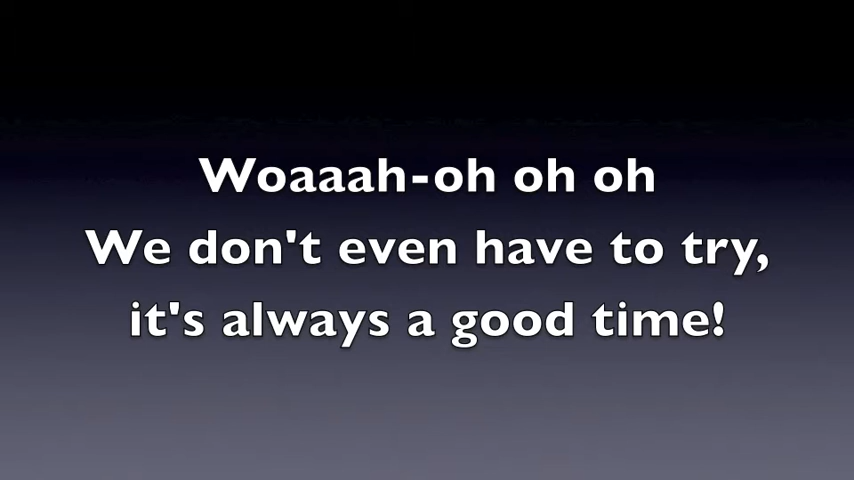 Woaaah-oh oh oh
We don't even have to try,
it's always a good time!